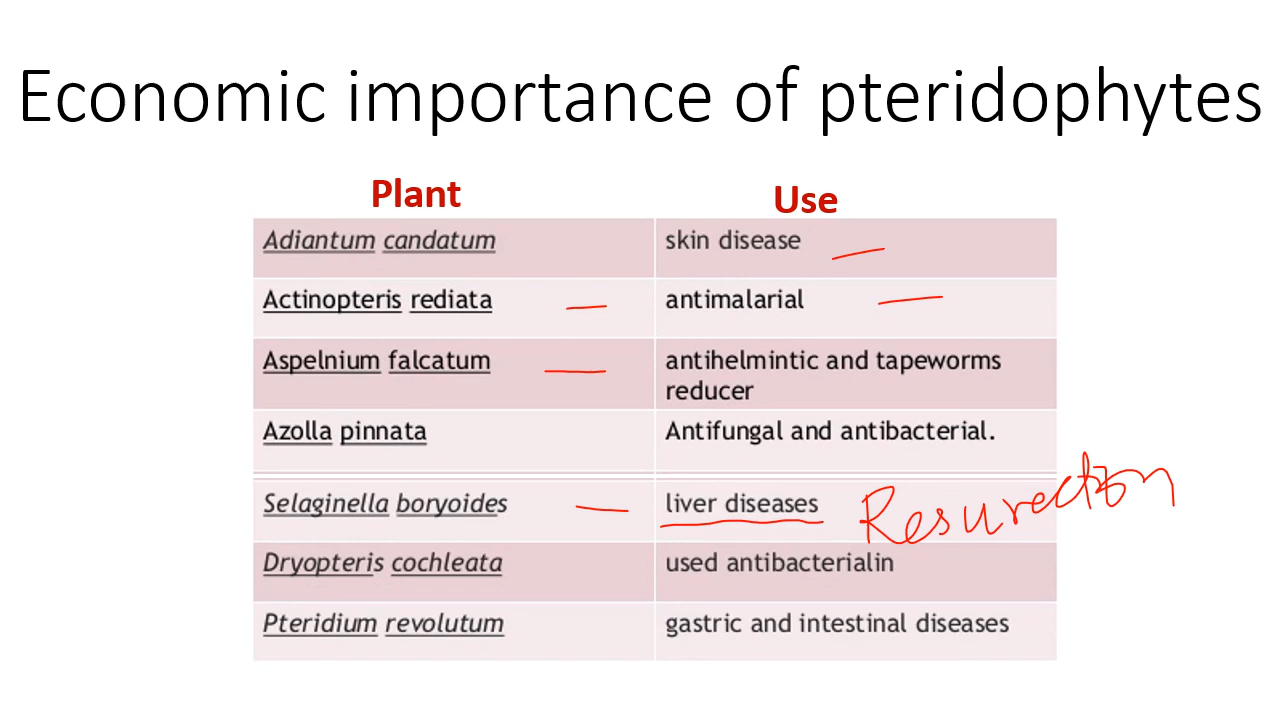 Economic importance of pteridophytes
Plant Use
Adiantum candatum skin disease
Actinopteris rediata antimalarial
Aspelnium falcatum antihelmintic and tapeworms
reducer
Azolla pinnata Antifungal and antibacterial.
Selaginella boryoides liver diseases Resurection
Dryopteris cochleata used antibacterialin
Pteridium revolutum gastric and intestinal diseases